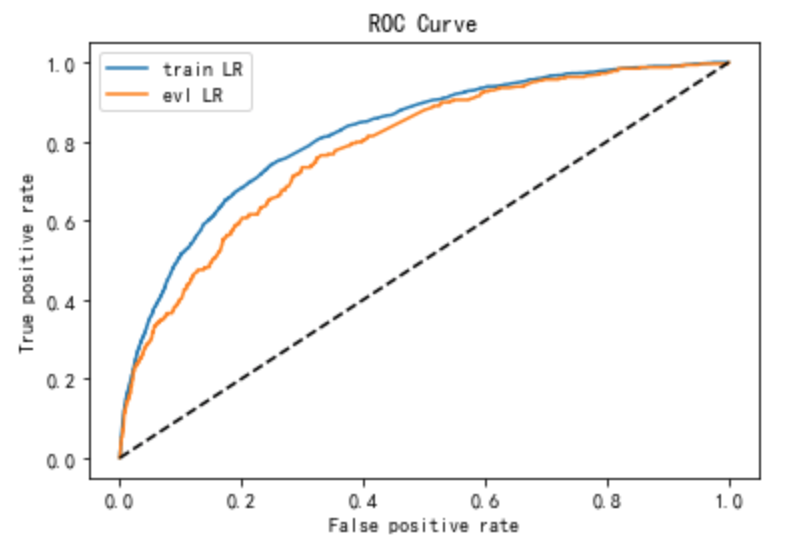 ROC Curve
train LR
evl LR
True positive rate
1.0
0.8
0.6
0.4
0.2
0.0
0.0 0.2 0.4 0.6 0.8 1.0
False positive rate